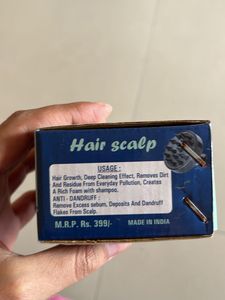 Hair scalp
USAGE :
Hair Growth, Deep Cleaning Effect, Removes Dirt
And Residue From Everyday Pollution, Creatas
A Rich Foam with shampoo.
ANTI - DANDRUFF :
Remove Excess sebum, Deposits And Dandruff
Flakes From Scalp.
M.R.P. Rs. 399/- MADE IN INDIA